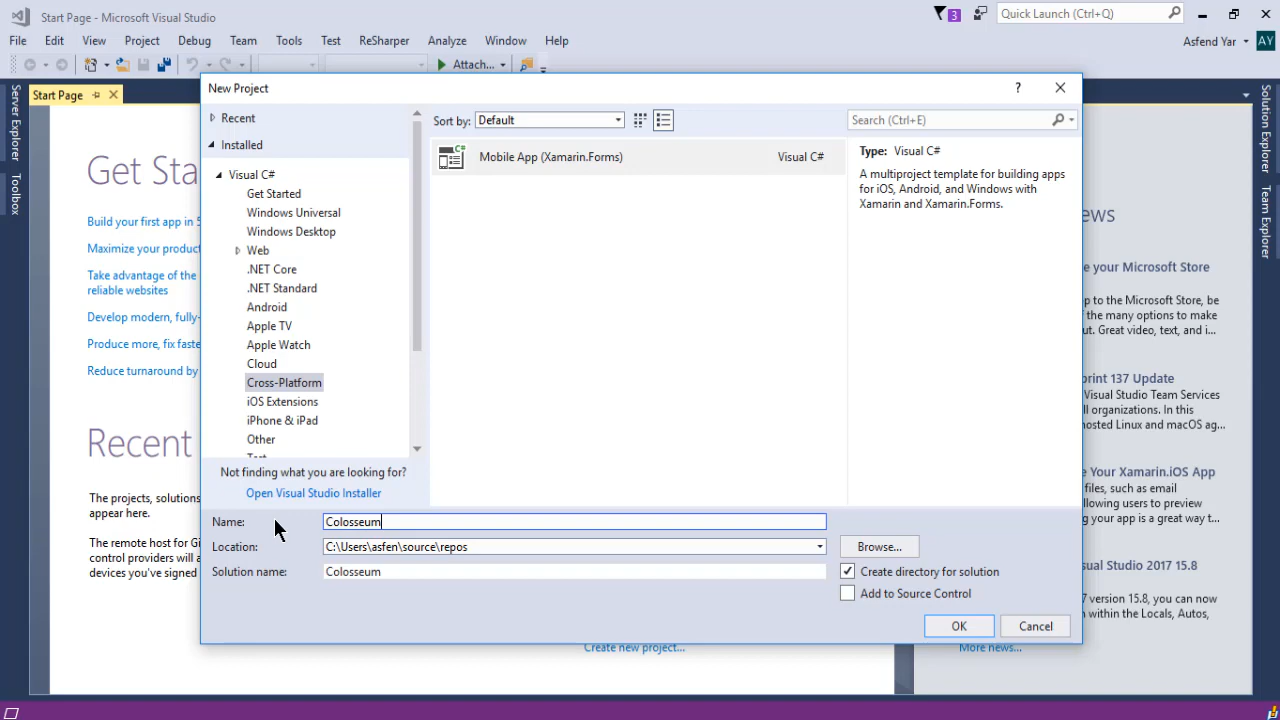 Start Page - Microsoft Visual Studio
3
Quick Launch (Ctrl+Q)
File Edit View Project Debug Team Tools Test ReSharper Analyze Window Help
Asfend Yar
AY
Attach...
Start Page
Server Explorer
Toolbox
Solution Explorer
Team Explorer
New Project
?
Recent
Installed
Visual C#
Get Started
Windows Universal
Windows Desktop
Web
.NET Core
.NET Standard
Android
Apple TV
Apple Watch
Cloud
Cross-Platform
iOS Extensions
iPhone & iPad
Other
Not finding what you are looking for?
Open Visual Studio Installer
Sort by: Default
Mobile App (Xamarin.Forms) Visual C#
Search (Ctrl+E)
Type: Visual C#
A multiproject template for building apps
for iOS, Android, and Windows with
Xamarin and Xamarin.Forms.
Name: Colosseum
Location: C:\Users\asfen\source\repos
Browse...
Solution name: Colosseum
Create directory for solution
Add to Source Control
OK
Cancel
Get Sta
Build your first app in 5
Maximize your product
Take advantage of the
reliable websites
Develop modern, fully-
Produce more, fix faste
Reduce turnaround by
Recent
The projects, solutions
appear here.
The remote host for Gi
control providers will a
devices you've signed
Create new project...
ews
e your Microsoft Store
p to the Microsoft Store, be
f the many options to make
ut. Great video, text, and i...
print 137 Update
Visual Studio Team Services
l organizations. In this
hosted Linux and macOS ag...
e Your Xamarin.iOS App
files, such as email
lowing users to preview
g your app is a great way t...
sual Studio 2017 15.8
7 version 15.8, you can now
n within the Locals, Autos,
More news...